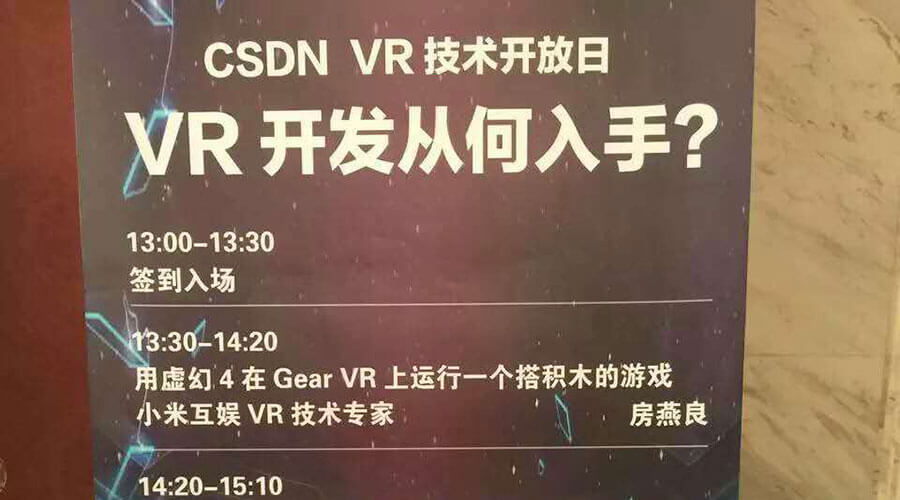 CSDN VR 技术开放日
VR 开发从何入手?
13:00-13:30
签到入场
13:30-14:20
用虚幻 4 在 Gear VR 上运行一个搭积木的游戏
小米互娱 VR 技术专家 房燕良
14:20-15:10